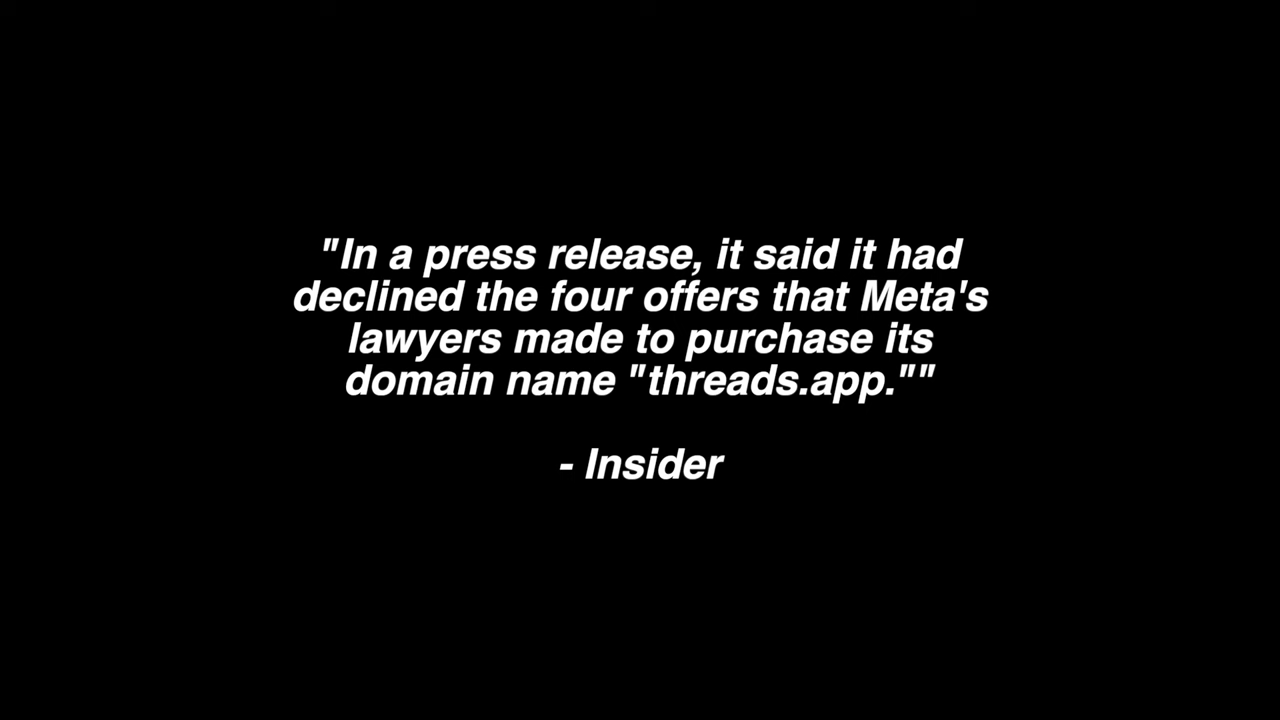 "In a press release, it said it had
declined the four offers that Meta's
lawyers made to purchase its
domain name "threads.app.""
- Insider